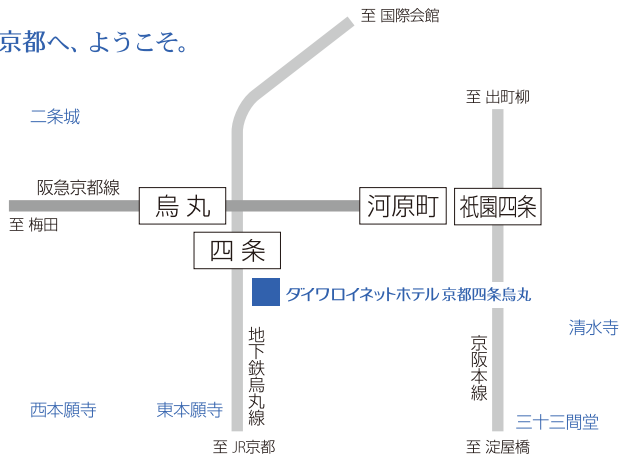 至 国際会館
京都へ、ようこそ。
至 出町柳
二条城
阪急京都線
烏丸
河原町
祇園四条
至 梅田
四条
ダイワロイネットホテル 京都四条烏丸
清水寺
地下鉄烏丸線
京阪本線
西本願寺
東本願寺
三十三間堂
至 JR京都
至 淀屋橋